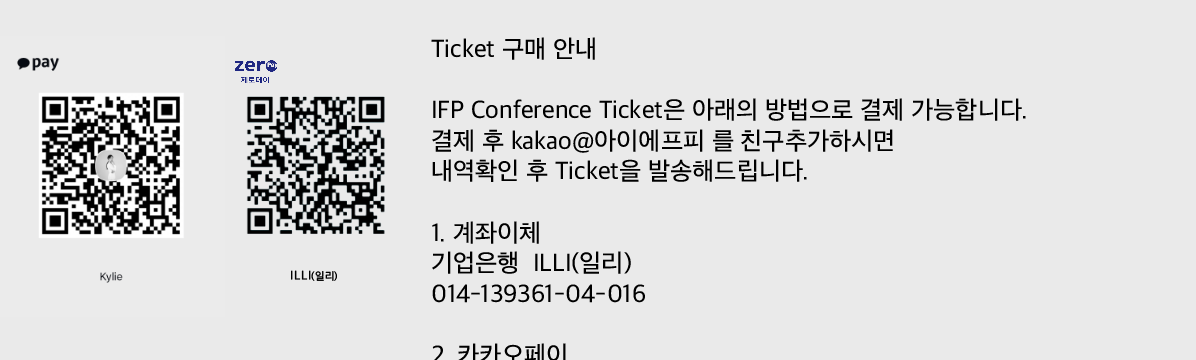 pay
zero Pay
제로페이
Kylie
ILLI(일리)
Ticket 구매 안내
IFP Conference Ticket은 아래의 방법으로 결제 가능합니다.
결제 후 kakao@아이에프피 를 친구추가하시면
내역확인 후 Ticket을 발송해드립니다.
1. 계좌이체
기업은행 ILLI(일리)
014-139361-04-016
2. 카카오페이